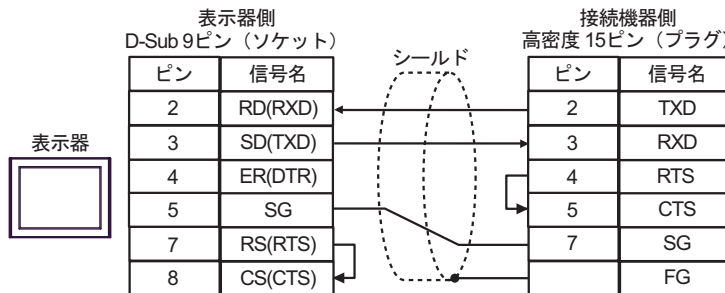 表示器側
D-Sub 9ピン（ソケット）
接続機器側
高密度 15ピン（プラグ）
シールド
表示器
ピン 信号名
2 RD(RXD)
3 SD(TXD)
4 ER(DTR)
5 SG
7 RS(RTS)
8 CS(CTS)
ピン 信号名
2 TXD
3 RXD
4 RTS
5 CTS
7 SG
FG